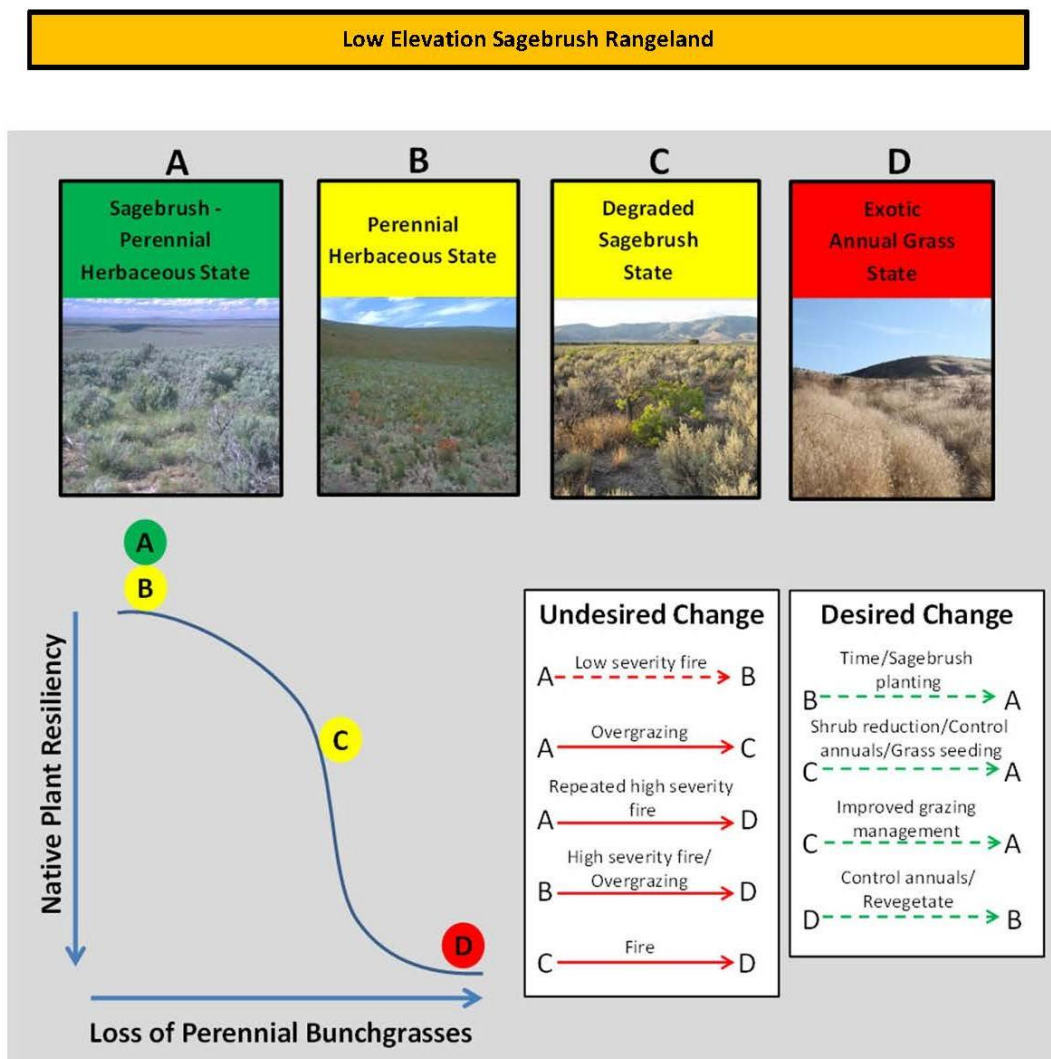 Low Elevation Sagebrush Rangeland
A
B
C
D
Sagebrush -
Perennial
Herbaceous State
Perennial
Herbaceous State
Degraded
Sagebrush
State
Exotic
Annual Grass
State
A
B
C
D
Native Plant Resiliency
Loss of Perennial Bunchgrasses
Undesired Change
Low severity fire
A B
Overgrazing
A C
Repeated high severity
fire
A D
High severity fire/
Overgrazing
B D
Fire
C D
Desired Change
Time/Sagebrush
planting
B A
Shrub reduction/Control
annuals/Grass seeding
C A
Improved grazing
management
C A
Control annuals/
Revegetate
D B